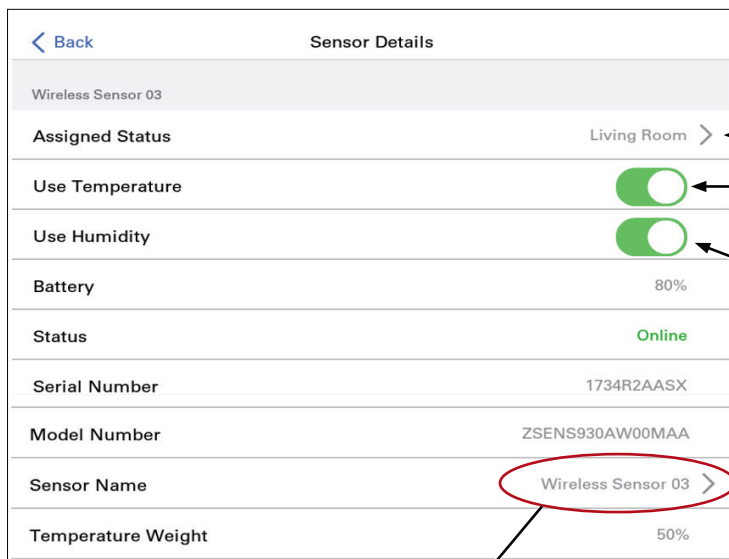 Back Sensor Details
Wireless Sensor 03
Assigned Status Living Room
Use Temperature
Use Humidity
Battery 80%
Status Online
Serial Number 1734R2AASX
Model Number ZSENS930AW00MAA
Sensor Name Wireless Sensor 03
Temperature Weight 50%